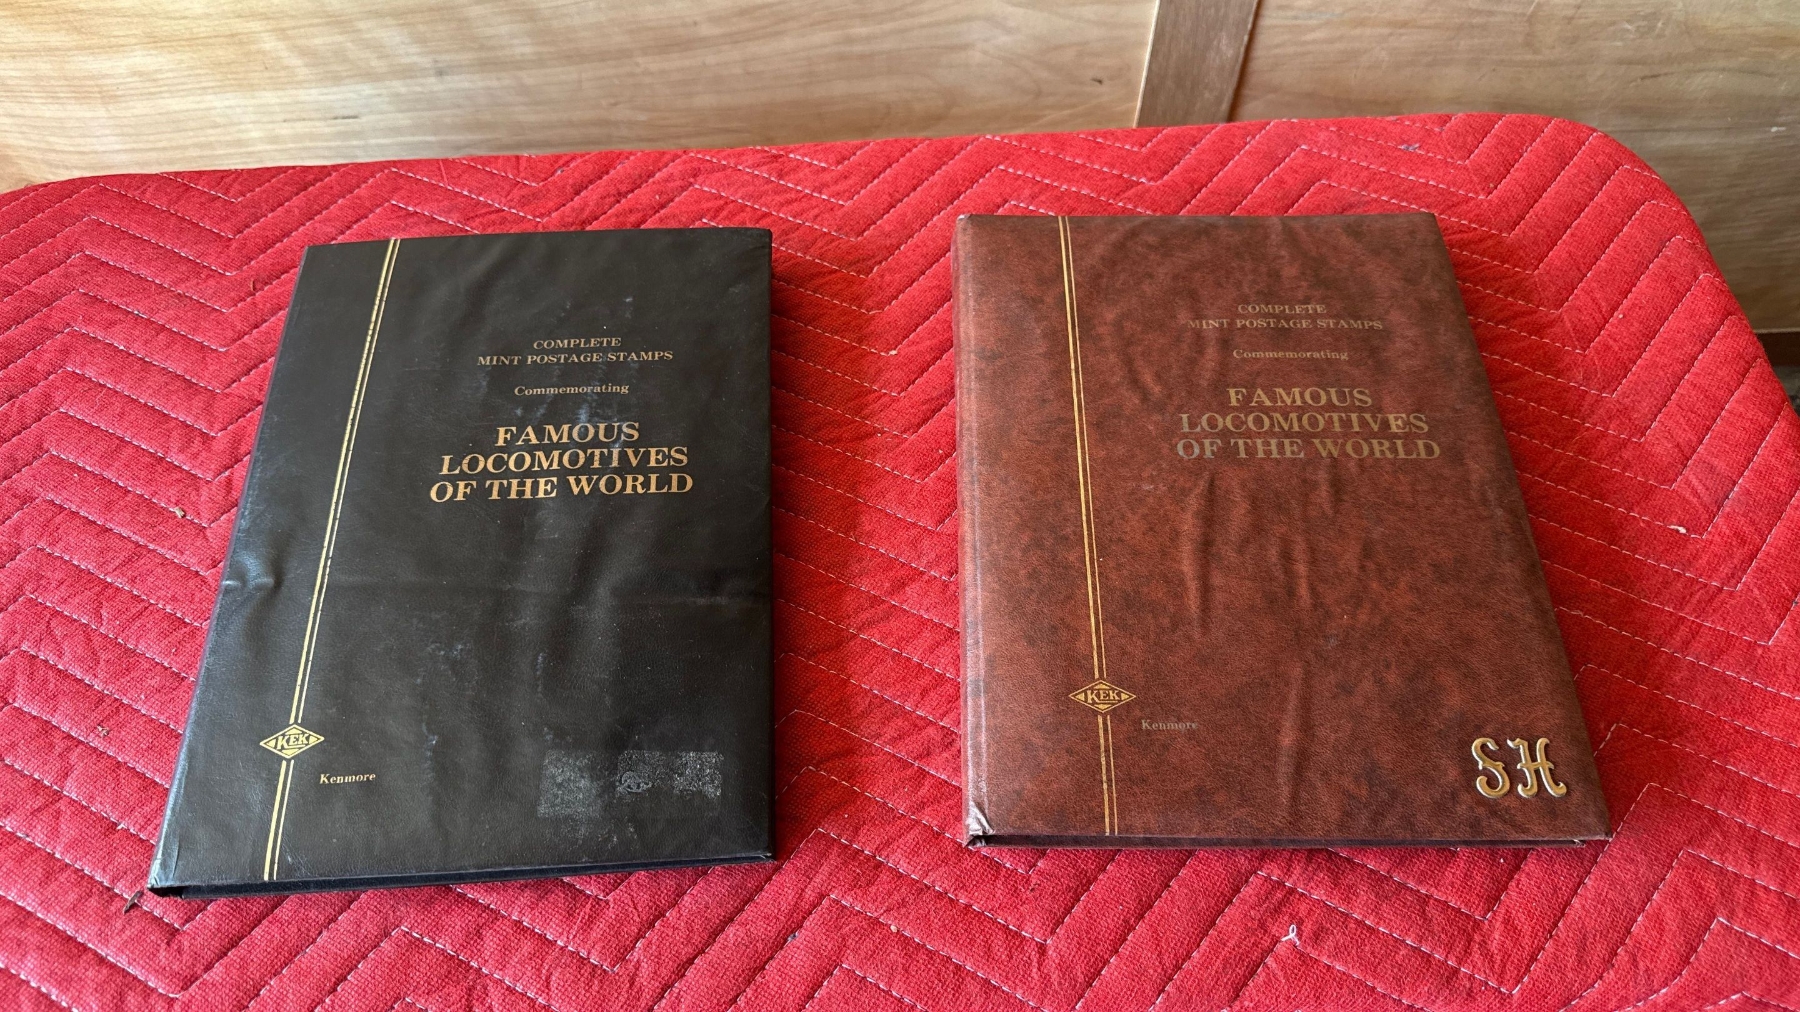 COMPLETE
MINT POSTAGE STAMPS
Commemorating
FAMOUS
LOCOMOTIVES
OF THE WORLD
KEK
Kenmore
COMPLETE
MINT POSTAGE STAMPS
Commemorating
FAMOUS
LOCOMOTIVES
OF THE WORLD
KEK
Kenmore
SH